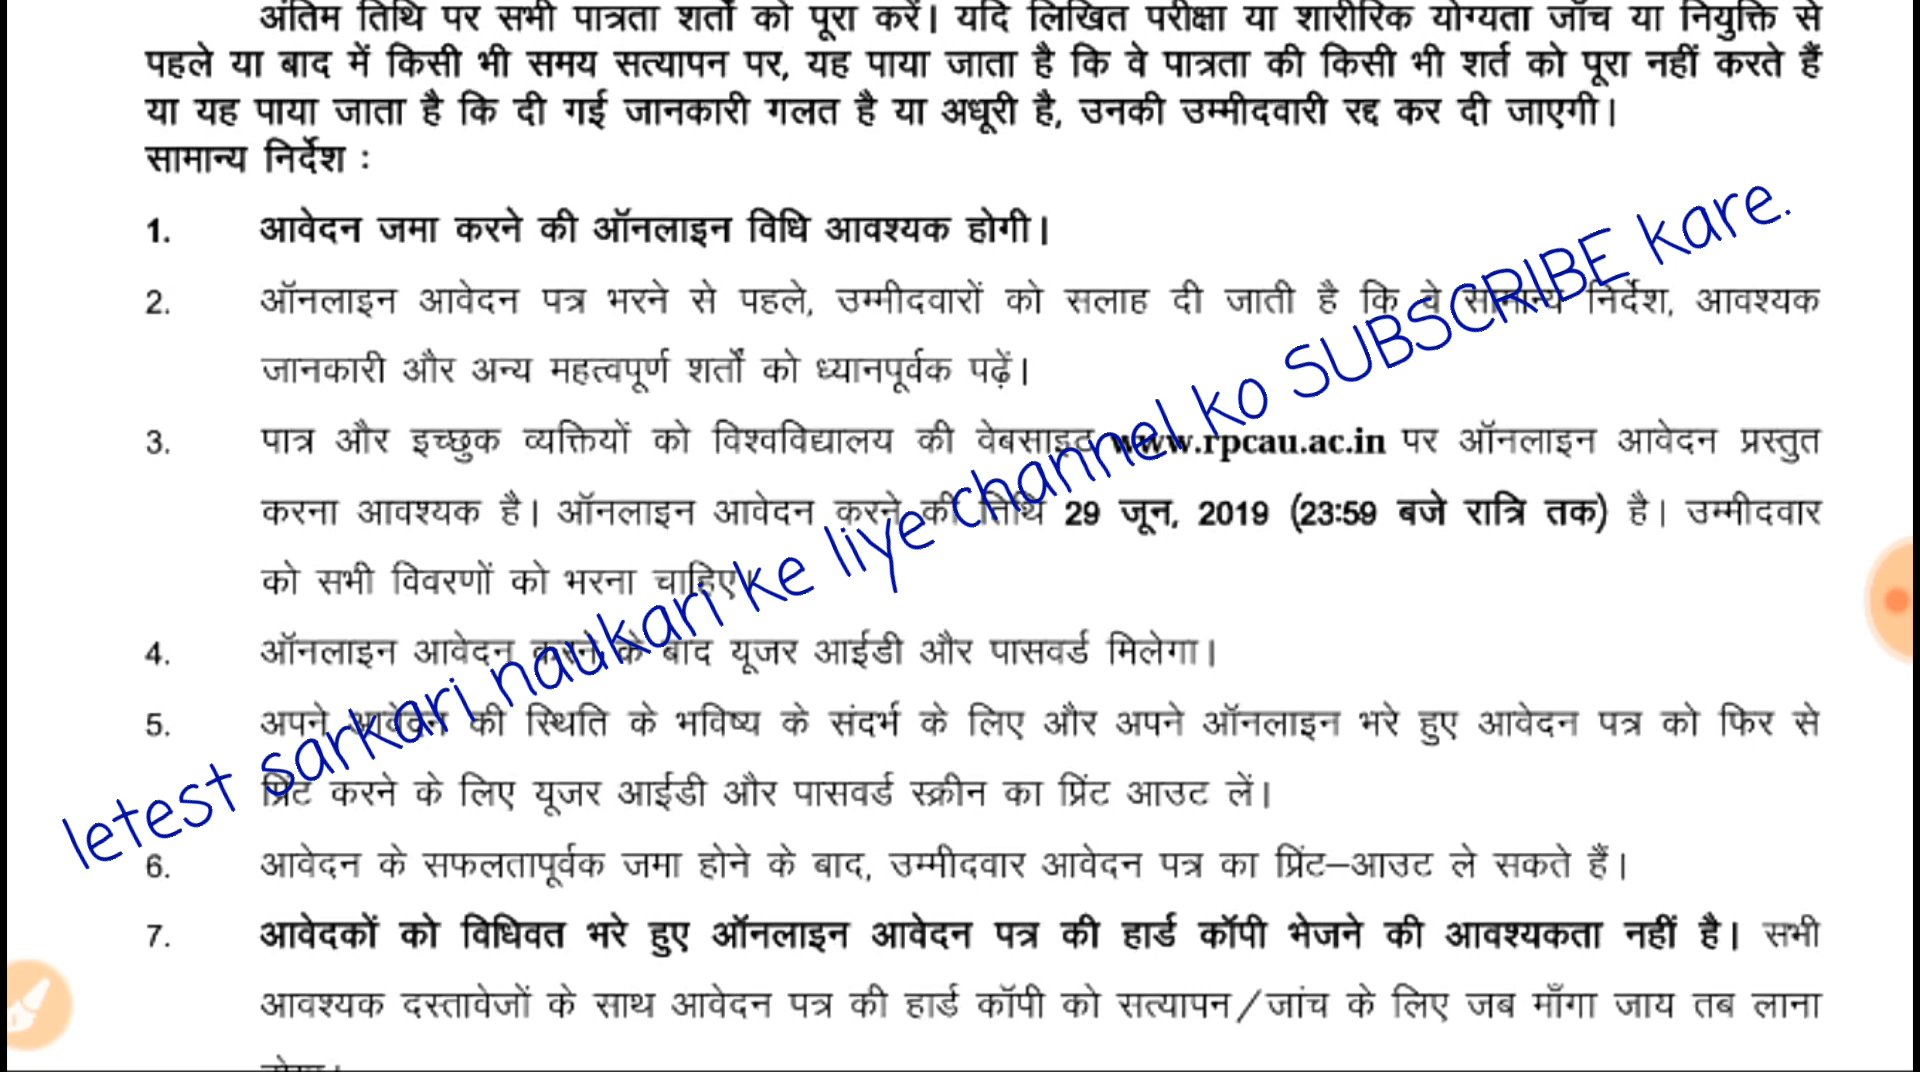 अंतिम तिथि पर सभी पात्रता शर्तों को पूरा करें। यदि लिखित परीक्षा या शारीरिक योग्यता जाँच या नियुक्ति से
पहले या बाद में किसी भी समय सत्यापन पर, यह पाया जाता है कि वे पात्रता की किसी भी शर्त को पूरा नहीं करते हैं
या यह पाया जाता है कि दी गई जानकारी गलत है या अधूरी है, उनकी उम्मीदवारी रद्द कर दी जाएगी।
सामान्य निर्देश :
1. आवेदन जमा करने की ऑनलाइन विधि आवश्यक होगी।
2. ऑनलाइन आवेदन पत्र भरने से पहले, उम्मीदवारों को सलाह दी जाती है कि वे सामान्य निर्देश, आवश्यक
जानकारी और अन्य महत्वपूर्ण शर्तों को ध्यानपूर्वक पढ़ें।
3. पात्र और इच्छुक व्यक्तियों को विश्वविद्यालय की वेबसाइट www.rpcau.ac.in पर ऑनलाइन आवेदन प्रस्तुत
करना आवश्यक है। ऑनलाइन आवेदन करने की तिथि 29 जून, 2019 (23:59 बजे रात्रि तक) है। उम्मीदवार
को सभी विवरणों को भरना चाहिए।
4. ऑनलाइन आवेदन करने के बाद यूजर आईडी और पासवर्ड मिलेगा।
5. अपने आवेदन की स्थिति के भविष्य के संदर्भ के लिए और अपने ऑनलाइन भरे हुए आवेदन पत्र को फिर से
प्रिंट करने के लिए यूजर आईडी और पासवर्ड स्क्रीन का प्रिंट आउट लें।
6. आवेदन के सफलतापूर्वक जमा होने के बाद, उम्मीदवार आवेदन पत्र का प्रिंट–आउट ले सकते हैं।
7. आवेदकों को विधिवत भरे हुए ऑनलाइन आवेदन पत्र की हार्ड कॉपी भेजने की आवश्यकता नहीं है। सभी
आवश्यक दस्तावेजों के साथ आवेदन पत्र की हार्ड कॉपी को सत्यापन/जांच के लिए जब माँगा जाय तब लाना
letest sarkari naukari ke liye channel ko SUBSCRIBE kare.